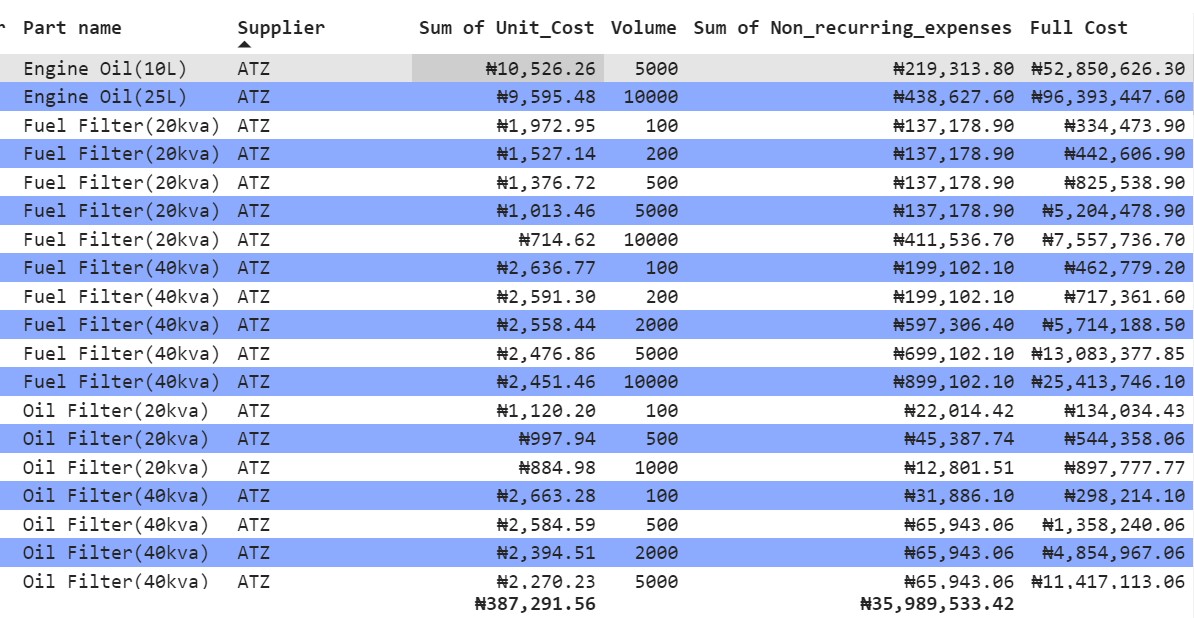 r Part name Supplier Sum of Unit_Cost Volume Sum of Non_recurring_expenses Full Cost
Engine Oil(10L) ATZ ₦10,526.26 5000 ₦219,313.80 ₦52,850,626.30
Engine Oil(25L) ATZ ₦9,595.48 10000 ₦438,627.60 ₦96,393,447.60
Fuel Filter(20kva) ATZ ₦1,972.95 100 ₦137,178.90 ₦334,473.90
Fuel Filter(20kva) ATZ ₦1,527.14 200 ₦137,178.90 ₦442,606.90
Fuel Filter(20kva) ATZ ₦1,376.72 500 ₦137,178.90 ₦825,538.90
Fuel Filter(20kva) ATZ ₦1,013.46 5000 ₦137,178.90 ₦5,204,478.90
Fuel Filter(20kva) ATZ ₦714.62 10000 ₦411,536.70 ₦7,557,736.70
Fuel Filter(40kva) ATZ ₦2,636.77 100 ₦199,102.10 ₦462,779.20
Fuel Filter(40kva) ATZ ₦2,591.30 200 ₦199,102.10 ₦717,361.60
Fuel Filter(40kva) ATZ ₦2,558.44 2000 ₦597,306.40 ₦5,714,188.50
Fuel Filter(40kva) ATZ ₦2,476.86 5000 ₦699,102.10 ₦13,083,377.85
Fuel Filter(40kva) ATZ ₦2,451.46 10000 ₦899,102.10 ₦25,413,746.10
Oil Filter(20kva) ATZ ₦1,120.20 100 ₦22,014.42 ₦134,034.43
Oil Filter(20kva) ATZ ₦997.94 500 ₦45,387.74 ₦544,358.06
Oil Filter(20kva) ATZ ₦884.98 1000 ₦12,801.51 ₦897,777.77
Oil Filter(40kva) ATZ ₦2,663.28 100 ₦31,886.10 ₦298,214.10
Oil Filter(40kva) ATZ ₦2,584.59 500 ₦65,943.06 ₦1,358,240.06
Oil Filter(40kva) ATZ ₦2,394.51 2000 ₦65,943.06 ₦4,854,967.06
Oil Filter(40kva) ATZ ₦2,270.23 5000 ₦65,943.06 ₦11,417,113.06
₦387,291.56 ₦35,989,533.42